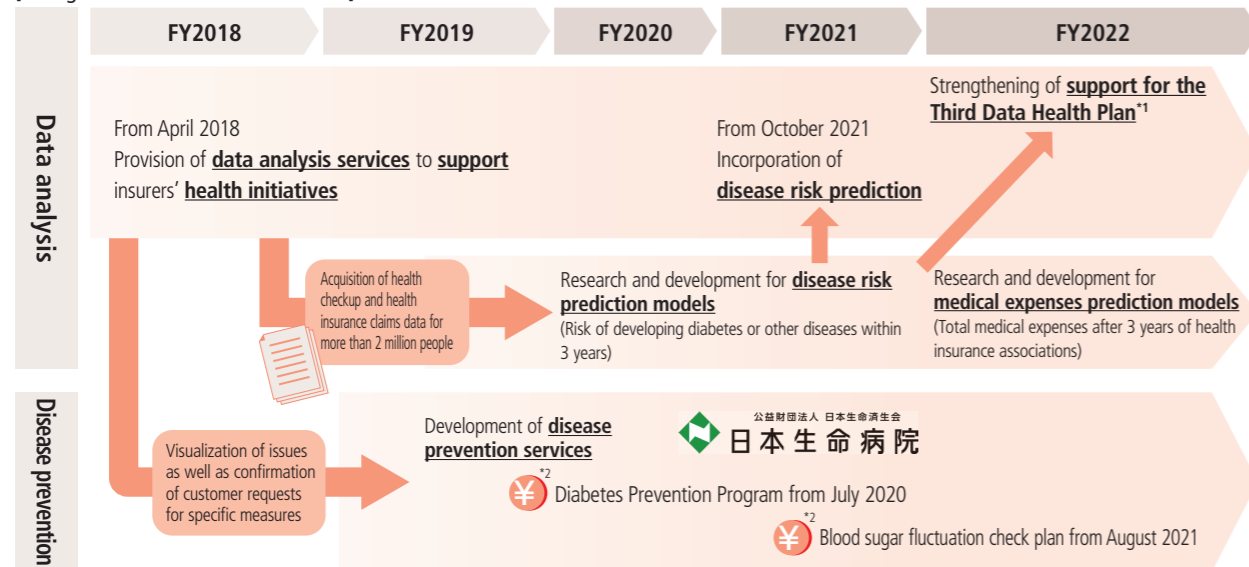 FY2018
FY2019
FY2020
FY2021
FY2022
Data analysis
From April 2018
Provision of data analysis services to support
insurers' health initiatives
From October 2021
Incorporation of
disease risk prediction
Strengthening of support for the
Third Data Health Plan*1
Acquisition of health
checkup and health
insurance claims data for
more than 2 million people
Research and development for disease risk
prediction models
(Risk of developing diabetes or other diseases within
3 years)
Research and development for
medical expenses prediction models
(Total medical expenses after 3 years of health
insurance associations)
Disease prevention
Visualization of issues
as well as confirmation
of customer requests
for specific measures
Development of disease
prevention services
公益財団法人 日本生命済生会
日本生命病院
¥*2 Diabetes Prevention Program from July 2020
¥*2 Blood sugar fluctuation check plan from August 2021